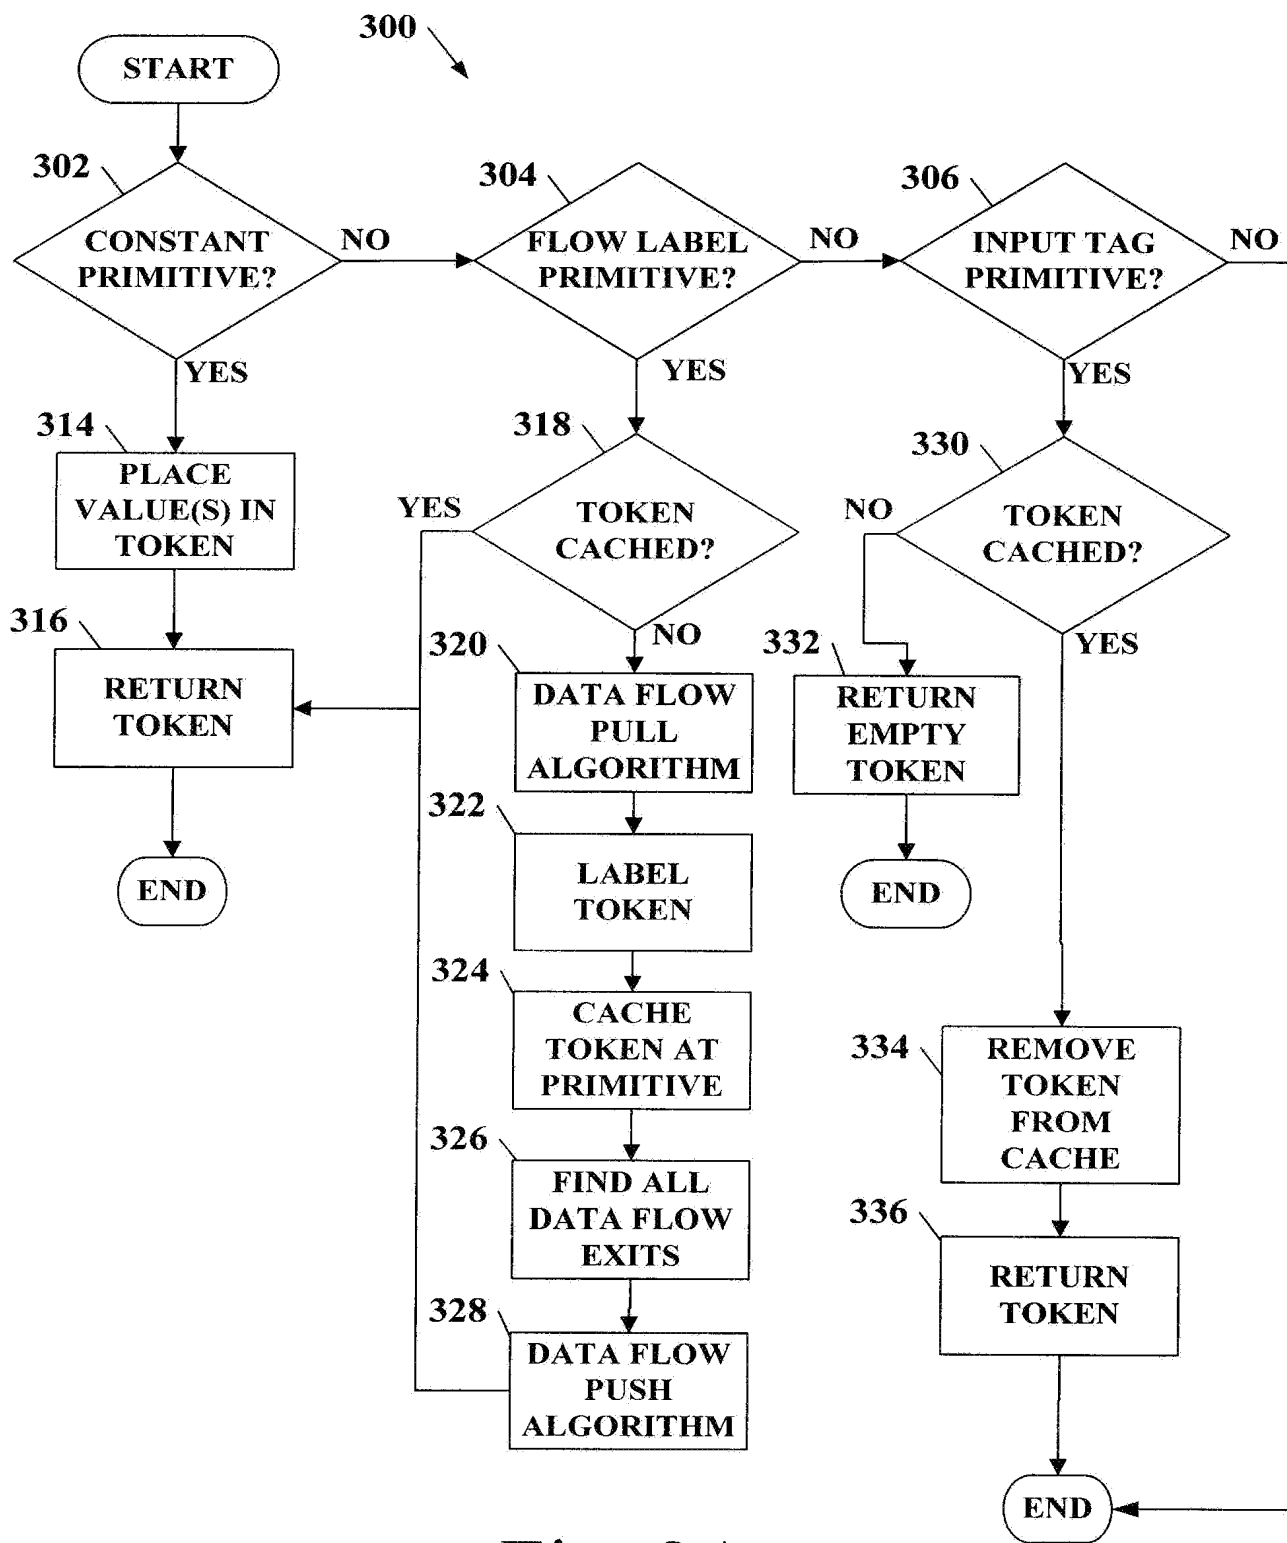 300
START
302
CONSTANT
PRIMITIVE?
NO
304
FLOW LABEL
PRIMITIVE?
NO
306
INPUT TAG
PRIMITIVE?
NO
YES
YES
YES
314
PLACE
VALUE(S) IN
TOKEN
316
RETURN
TOKEN
END
318
YES
TOKEN
CACHED?
NO
320
DATA FLOW
PULL
ALGORITHM
322
LABEL
TOKEN
324
CACHE
TOKEN AT
PRIMITIVE
326
FIND ALL
DATA FLOW
EXITS
328
DATA FLOW
PUSH
ALGORITHM
330
NO
TOKEN
CACHED?
YES
332
RETURN
EMPTY
TOKEN
END
334
REMOVE
TOKEN
FROM
CACHE
336
RETURN
TOKEN
END